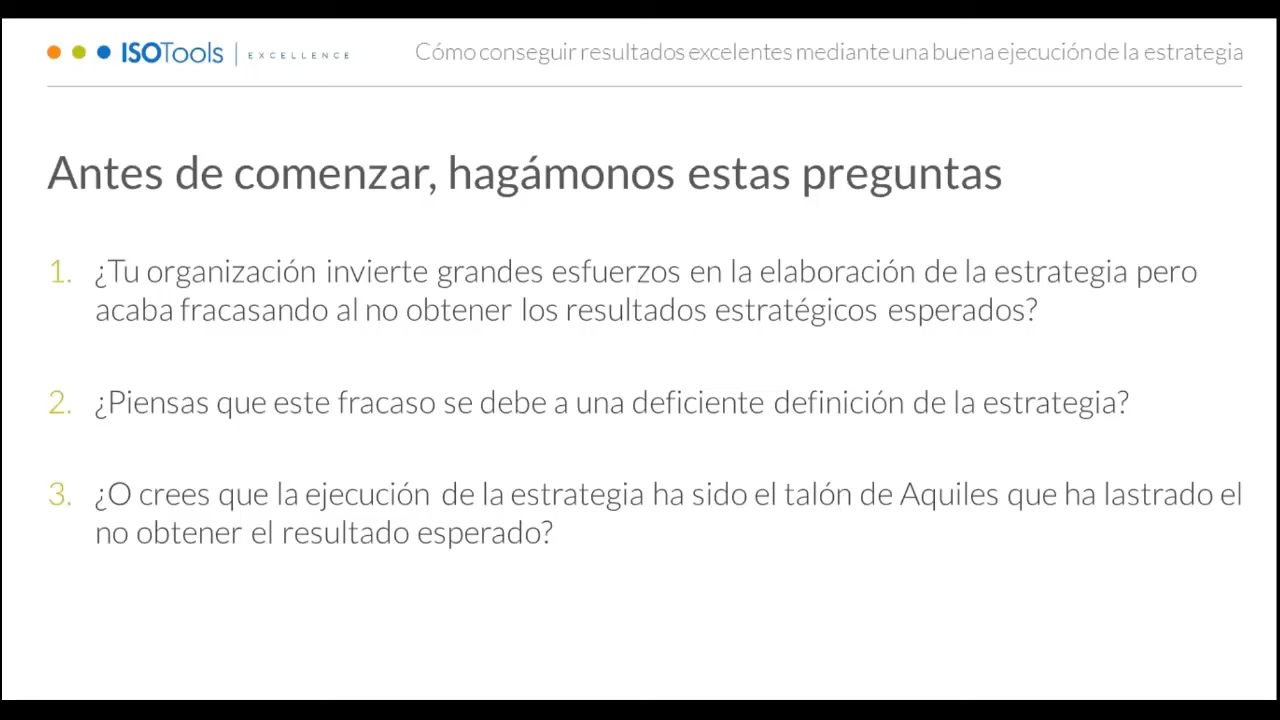 ISOTools | EXCELLENCE
Cómo conseguir resultados excelentes mediante una buena ejecución de la estrategia
Antes de comenzar, hagámonos estas preguntas
1. ¿Tu organización invierte grandes esfuerzos en la elaboración de la estrategia pero
acaba fracasando al no obtener los resultados estratégicos esperados?
2. ¿Piensas que este fracaso se debe a una deficiente definición de la estrategia?
3. ¿O crees que la ejecución de la estrategia ha sido el talón de Aquiles que ha lastrado el
no obtener el resultado esperado?